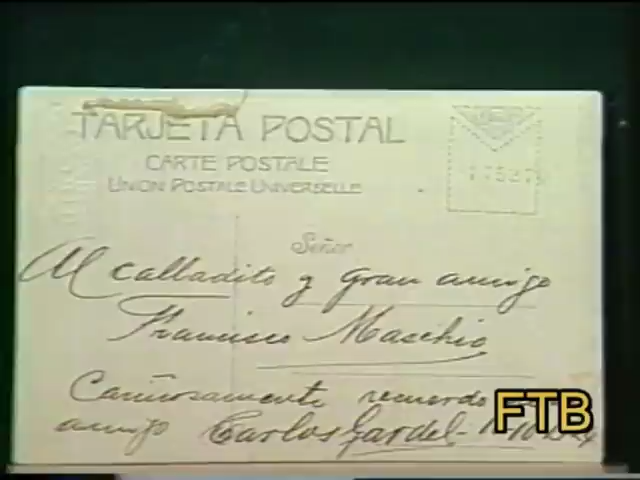 TARJETA POSTAL
CARTE POSTALE
UNION POSTALE UNIVERSELLE
Señor
Al calladito y gran amigo
Francisco Maschio
Cariñosamente recuerdo
amigo Carlos Gardel-
FTB